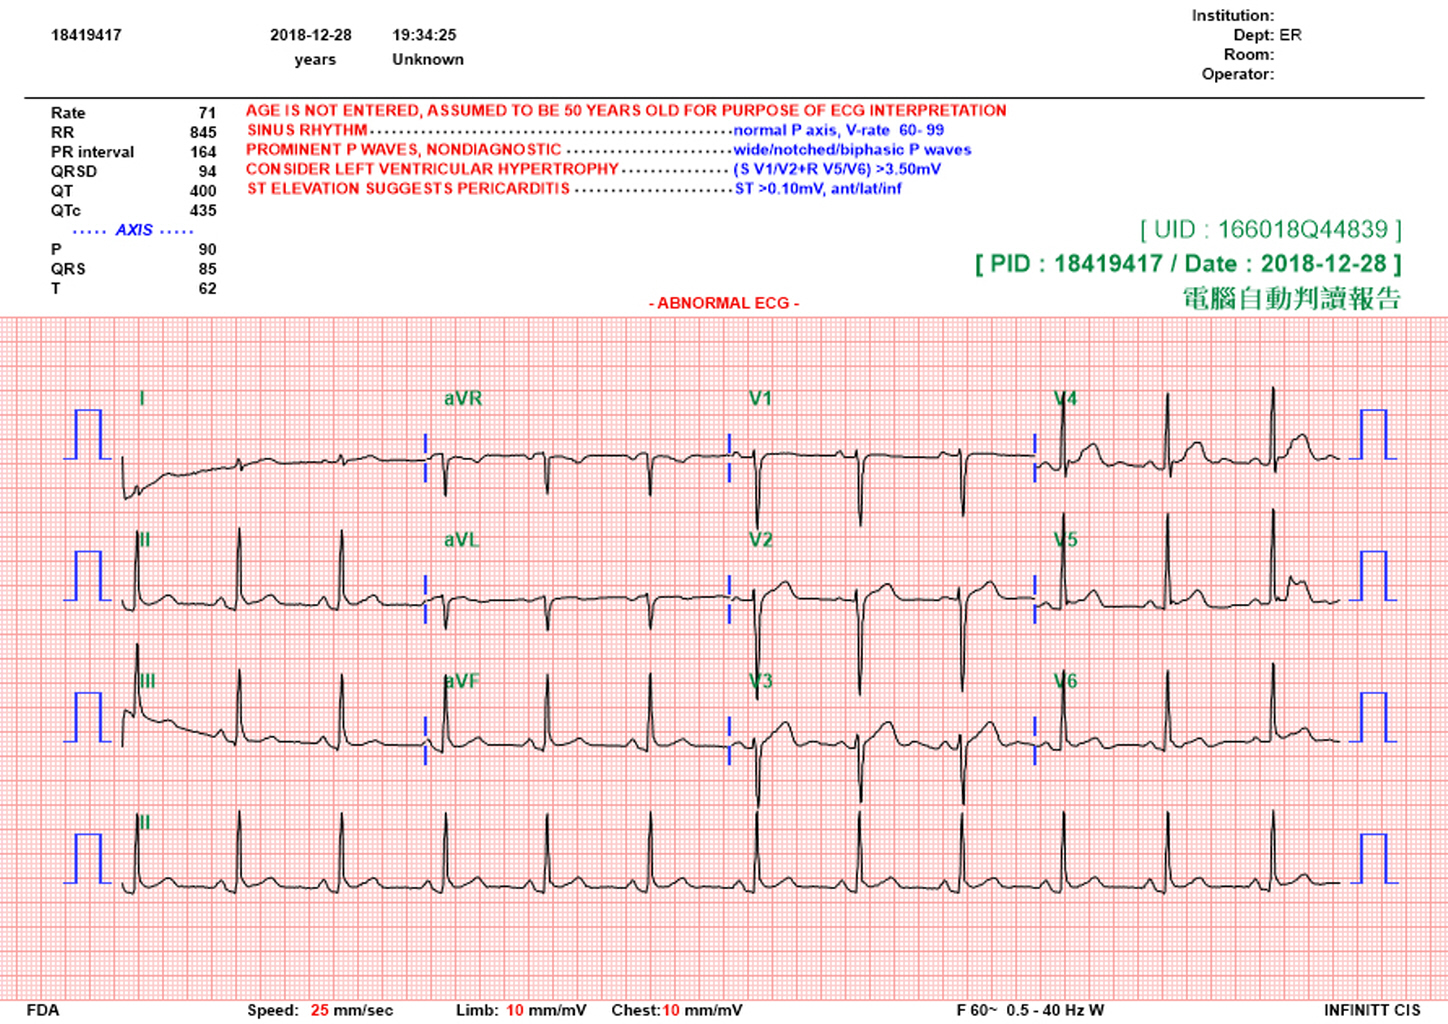 Institution:
18419417 2018-12-28 19:34:25 Dept: ER
years Unknown Room:
Operator:
Rate 71 AGE IS NOT ENTERED, ASSUMED TO BE 50 YEARS OLD FOR PURPOSE OF ECG INTERPRETATION
RR 845 SINUS RHYTHM normal P axis, V-rate 60- 99
PR interval 164 PROMINENT P WAVES, NONDIAGNOSTIC wide/notched/biphasic P waves
QRSD 94 CONSIDER LEFT VENTRICULAR HYPERTROPHY (S V1/V2+R V5/V6) >3.50mV
QT 400 ST ELEVATION SUGGESTS PERICARDITIS ST >0.10mV, ant/lat/inf
QTc 435
..... AXIS .....
[ UID : 166018Q44839 ]
P 90
QRS 85 [ PID : 18419417 / Date : 2018-12-28 ]
T 62
電腦自動判讀報告
- ABNORMAL ECG -
I aVR V1 V4
II aVL V2 V5
III aVF V3 V6
II
FDA Speed: 25 mm/sec Limb: 10 mm/mV Chest:10 mm/mV F 60~ 0.5 - 40 Hz W INFINITT CIS